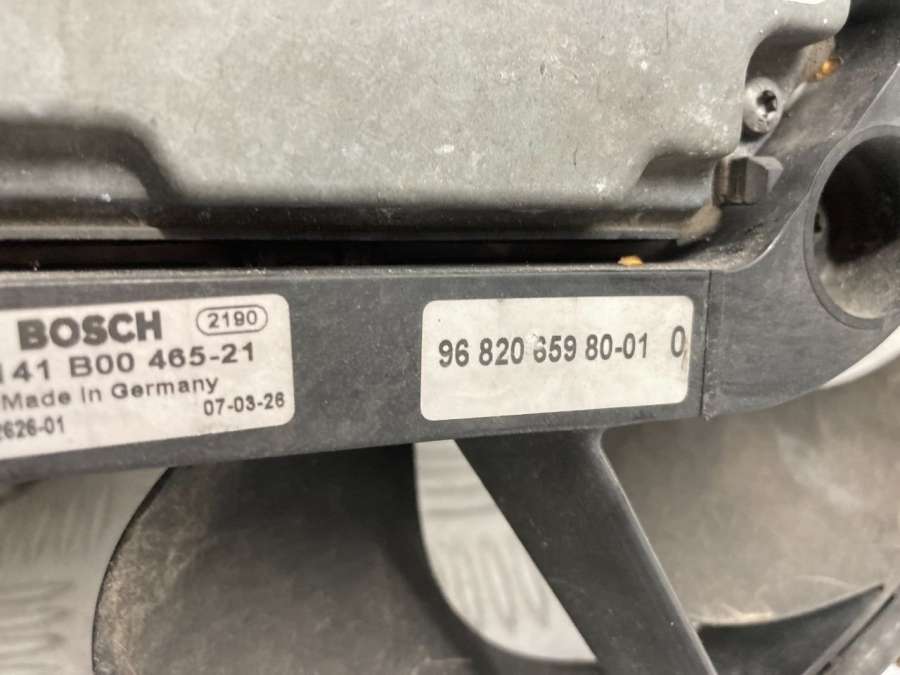 BOSCH 2190
141 B00 465-21
Made in Germany
07-03-26
2626-01
96 820 659 80-01 0